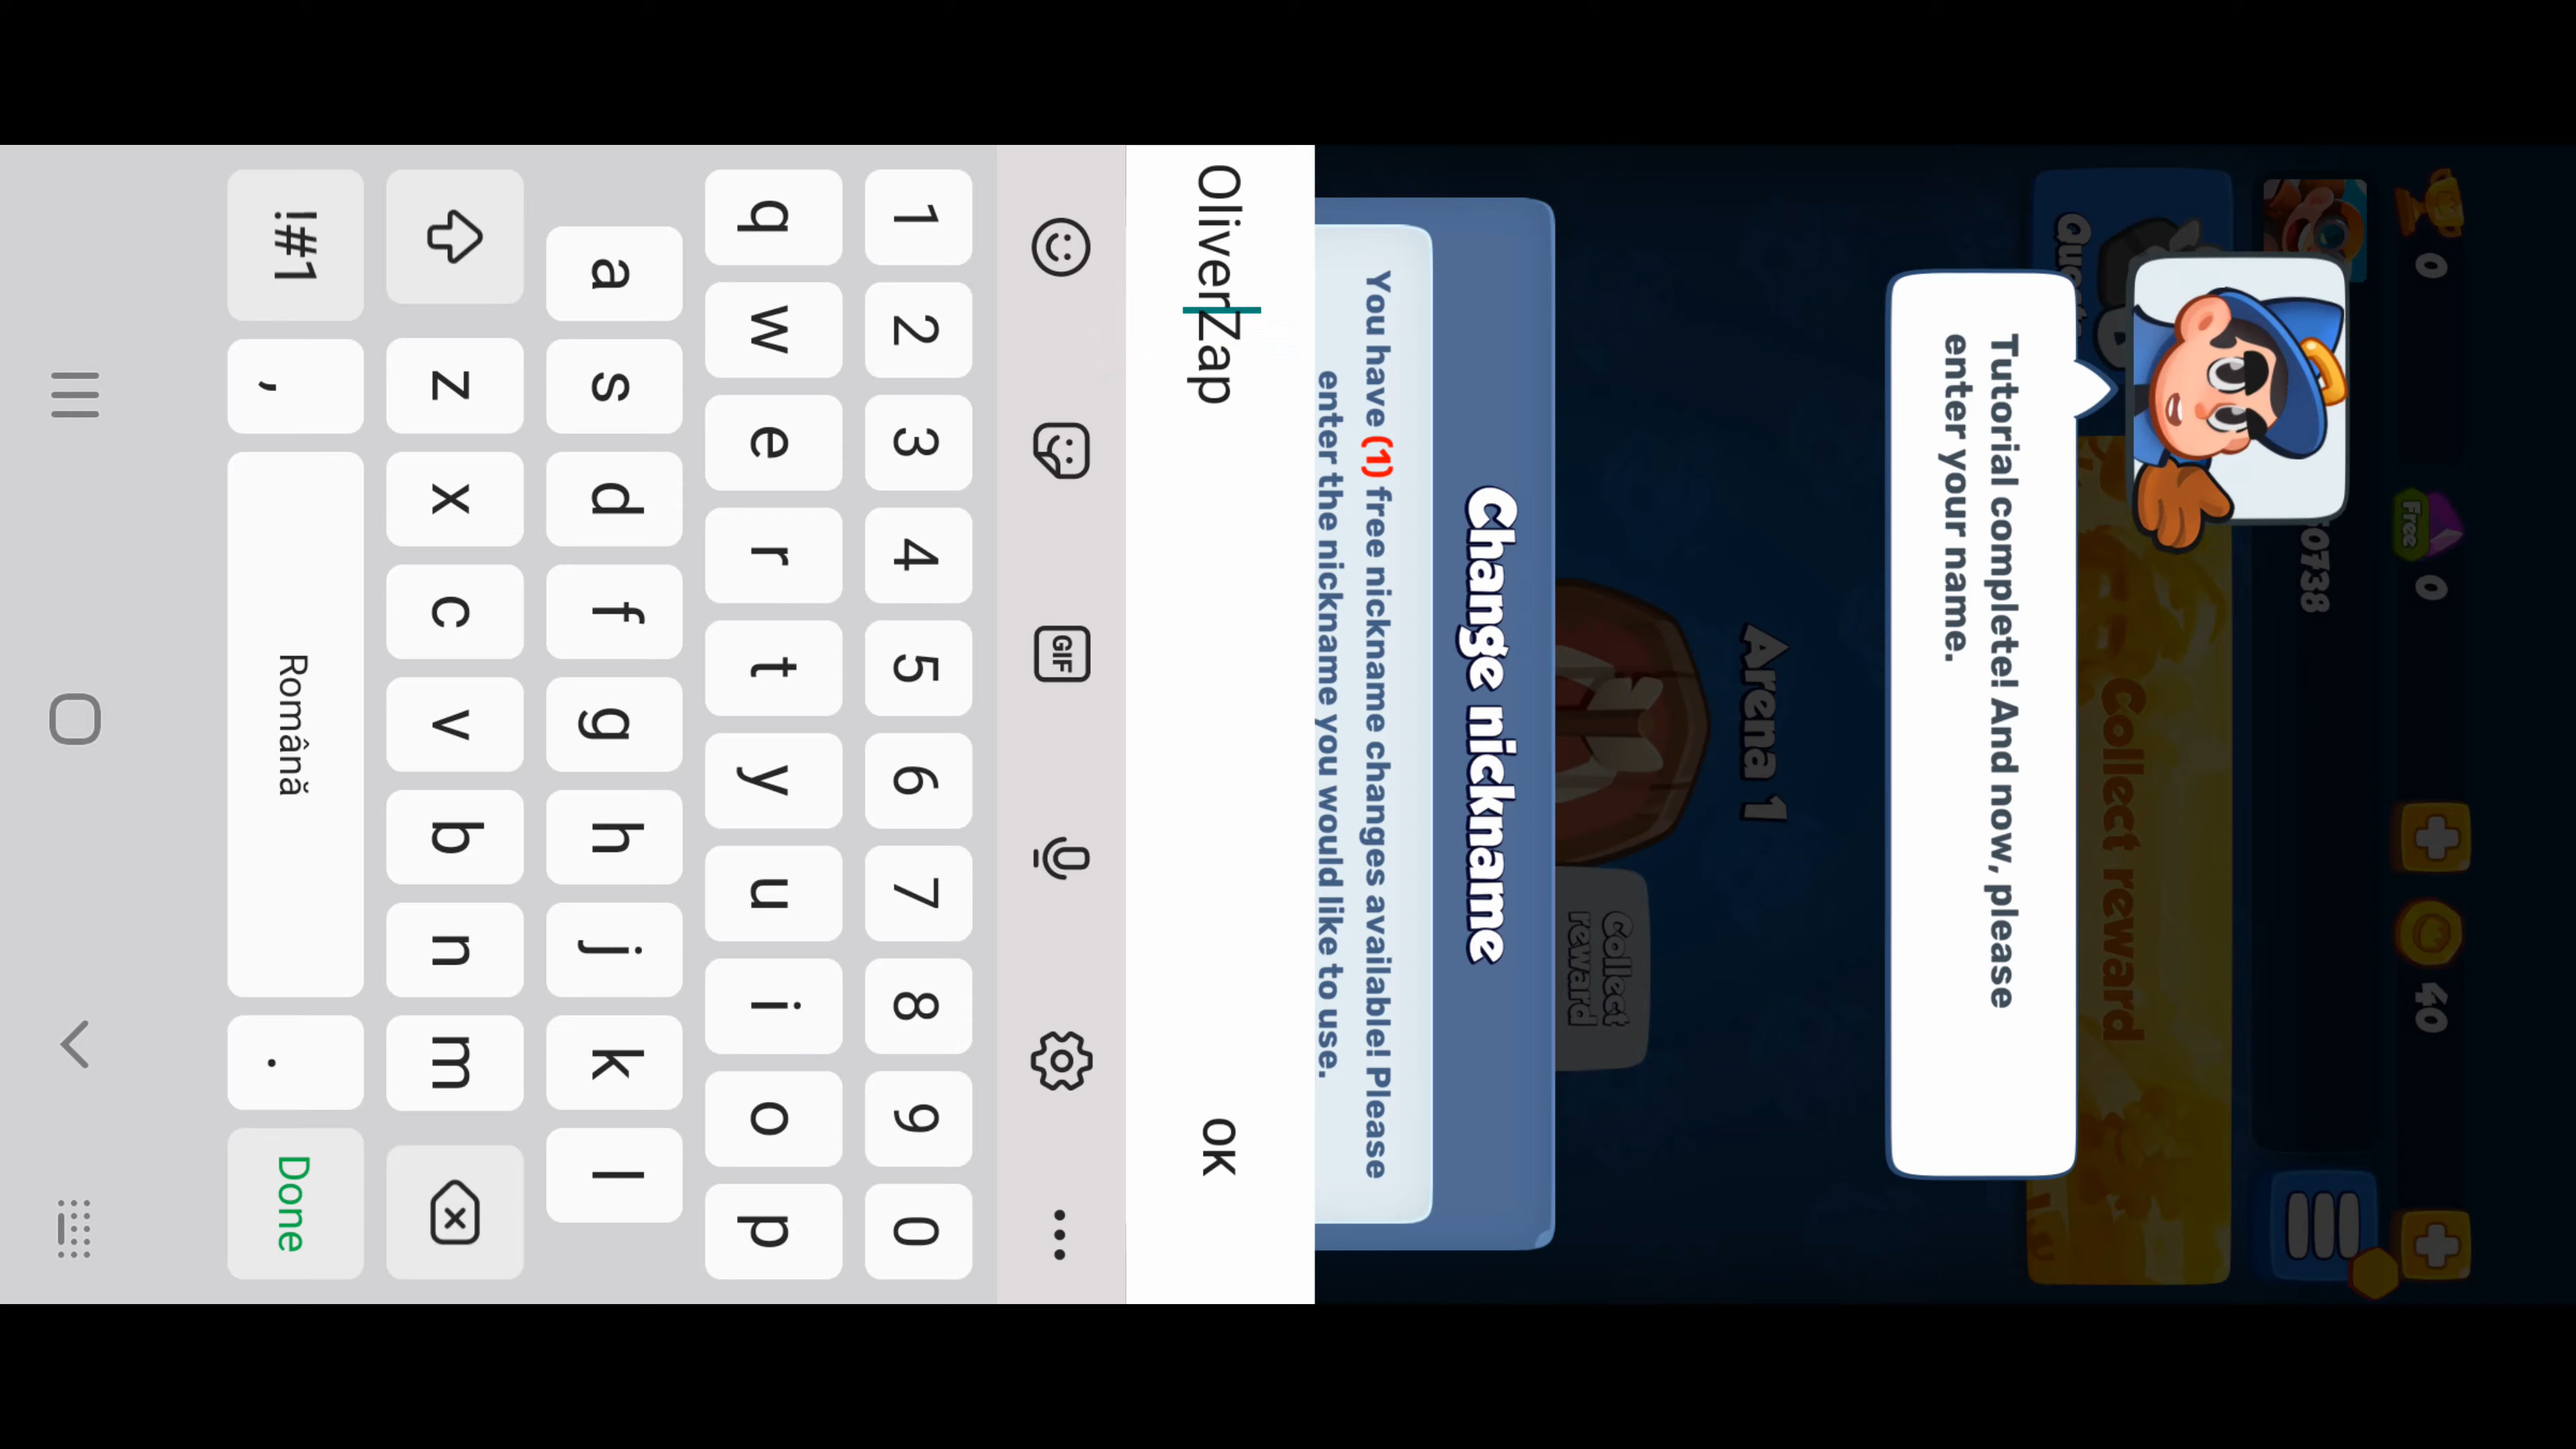 0
Free
0
40
0738
Quests
Collect reward
Tutorial complete! And now, please
enter your name.
Arena 1
Collect
reward
Change nickname
You have (1) free nickname changes available! Please
enter the nickname you would like to use.
OliverZap
OK
GIF
1 2 3 4 5 6 7 8 9 0
q w e r t y u i o p
a s d f g h j k l
z x c v b n m
!#1 , Română . Done